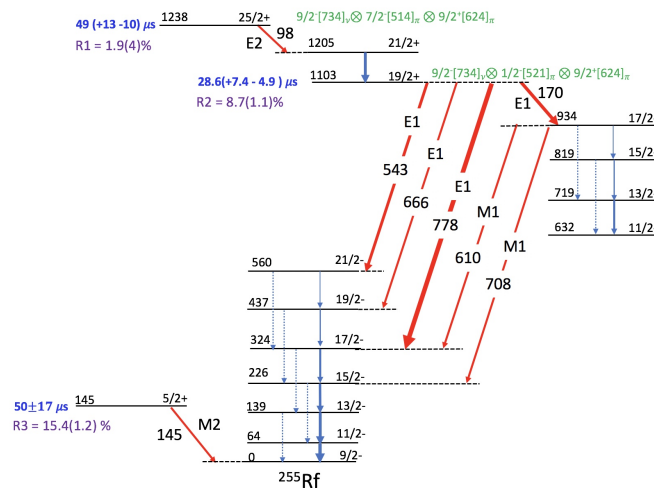 1238 25/2+ 9/2-[734]ν⊗ 7/2-[514]π ⊗ 9/2+[624]π
49 (+13 -10) μs
98
R1 = 1.9(4)%
E2
1205 21/2+
1103 19/2+ 9/2-[734]ν⊗ 1/2-[521]π ⊗ 9/2+[624]π
28.6(+7.4 - 4.9 ) μs
R2 = 8.7(1.1)%
E1
170
934 17/2
E1
E1
819 15/2
543
E1
666
719 13/2
778
M1
632 11/2
M1
610
560 21/2-
708
437 19/2-
324 17/2-
226 15/2-
50±17 μs
145 5/2+
139 13/2-
R3 = 15.4(1.2) %
145
M2
64 11/2-
0 9/2-
255Rf